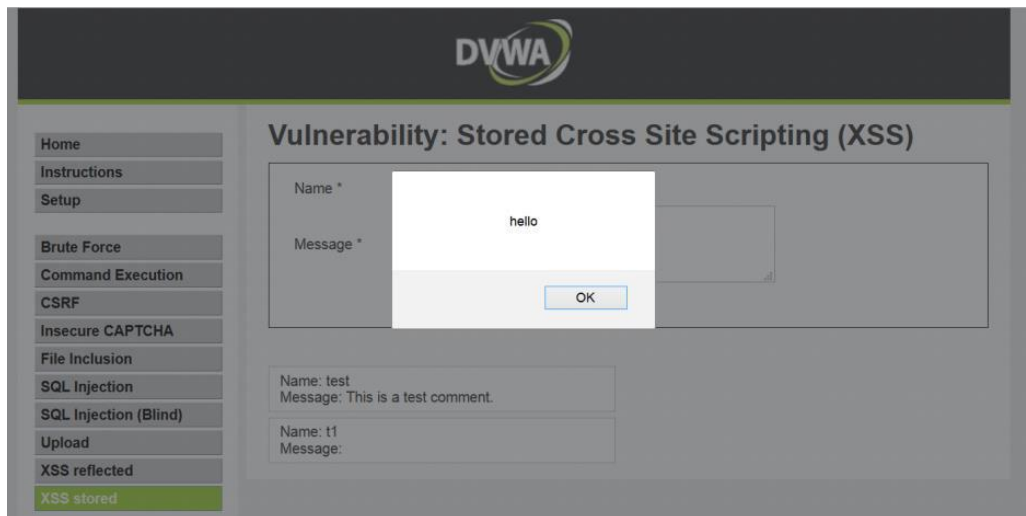 DVWA
Vulnerability: Stored Cross Site Scripting (XSS)
Home
Instructions
Setup
Brute Force
Command Execution
CSRF
Insecure CAPTCHA
File Inclusion
SQL Injection
SQL Injection (Blind)
Upload
XSS reflected
XSS stored
Name *
Message *
hello
OK
Name: test
Message: This is a test comment.
Name: t1
Message: